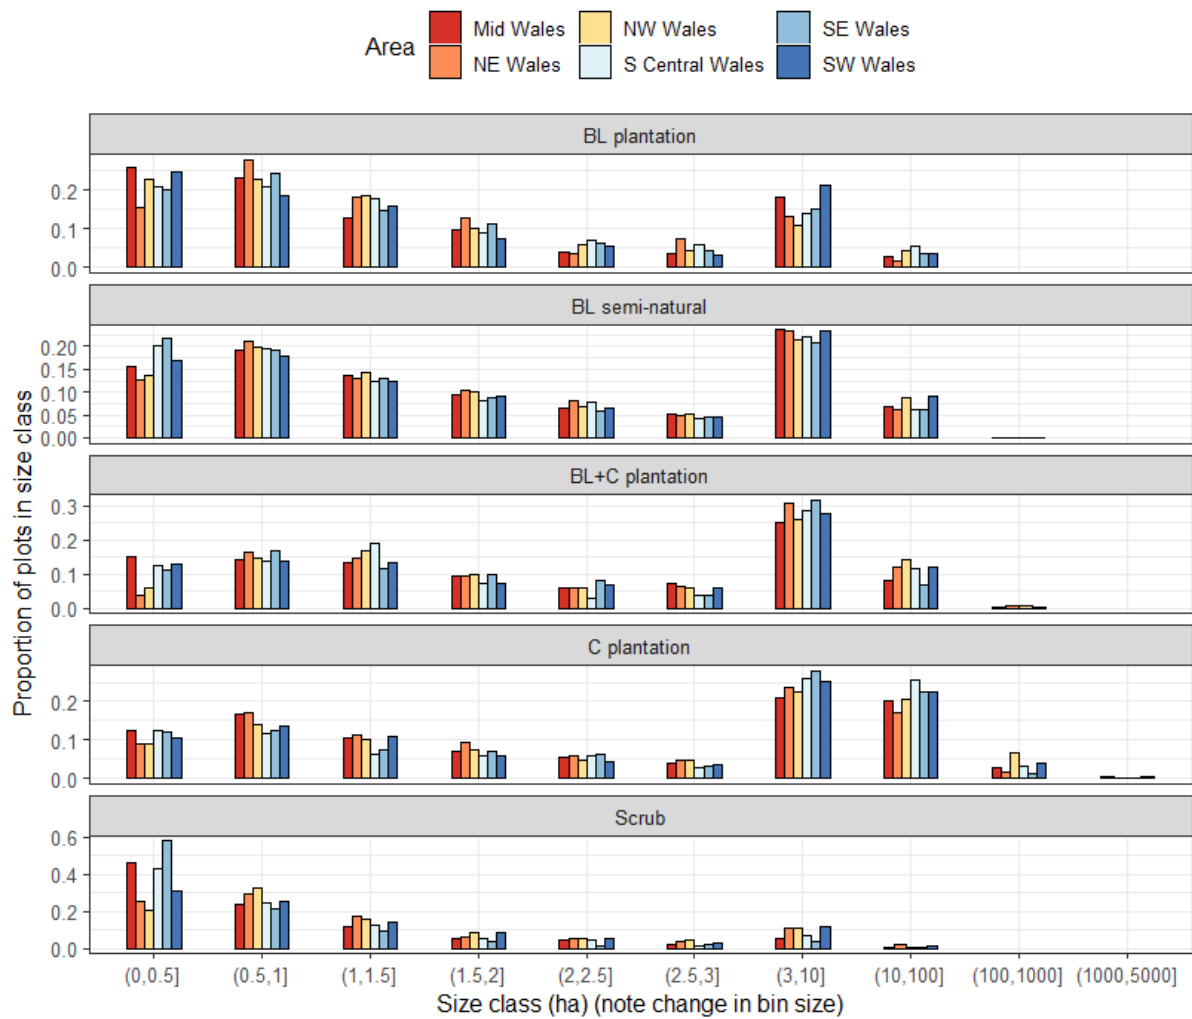 Area
Mid Wales
NW Wales
SE Wales
NE Wales
S Central Wales
SW Wales
Proportion of plots in size class
BL plantation
0.2
0.1
0.0
BL semi-natural
0.20
0.15
0.10
0.05
0.00
BL+C plantation
0.3
0.2
0.1
0.0
C plantation
0.2
0.1
0.0
Scrub
0.6
0.4
0.2
0.0
(0,0.5] (0.5,1] (1,1.5] (1.5,2] (2,2.5] (2.5,3] (3,10] (10,100] (100,1000] (1000,5000]
Size class (ha) (note change in bin size)